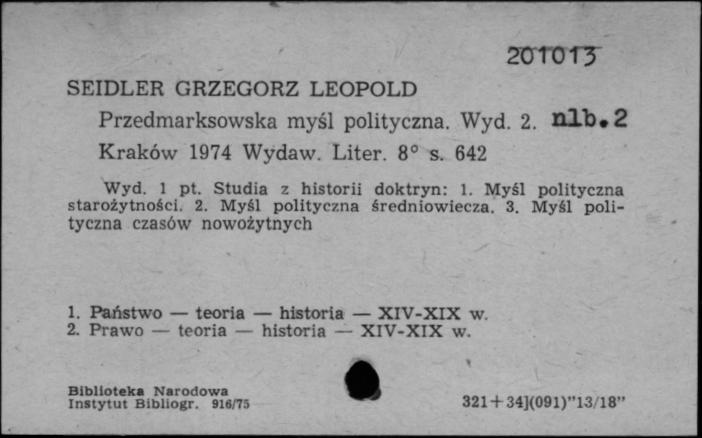 201013
SEIDLER GRZEGORZ LEOPOLD
Przedmarksowska myśl polityczna. Wyd. 2. nlb.2
Kraków 1974 Wydaw. Liter. 8° s. 642
Wyd. 1 pt. Studia z historii doktryn: 1. Myśl polityczna
starożytności. 2. Myśl polityczna średniowiecza. 3. Myśl poli-
tyczna czasów nowożytnych
1. Państwo — teoria — historia — XIV-XIX w.
2. Prawo — teoria — historia — XIV-XIX w.
Biblioteka Narodowa
Instytut Bibliogr. 916/75
321+34](091)"13/18"